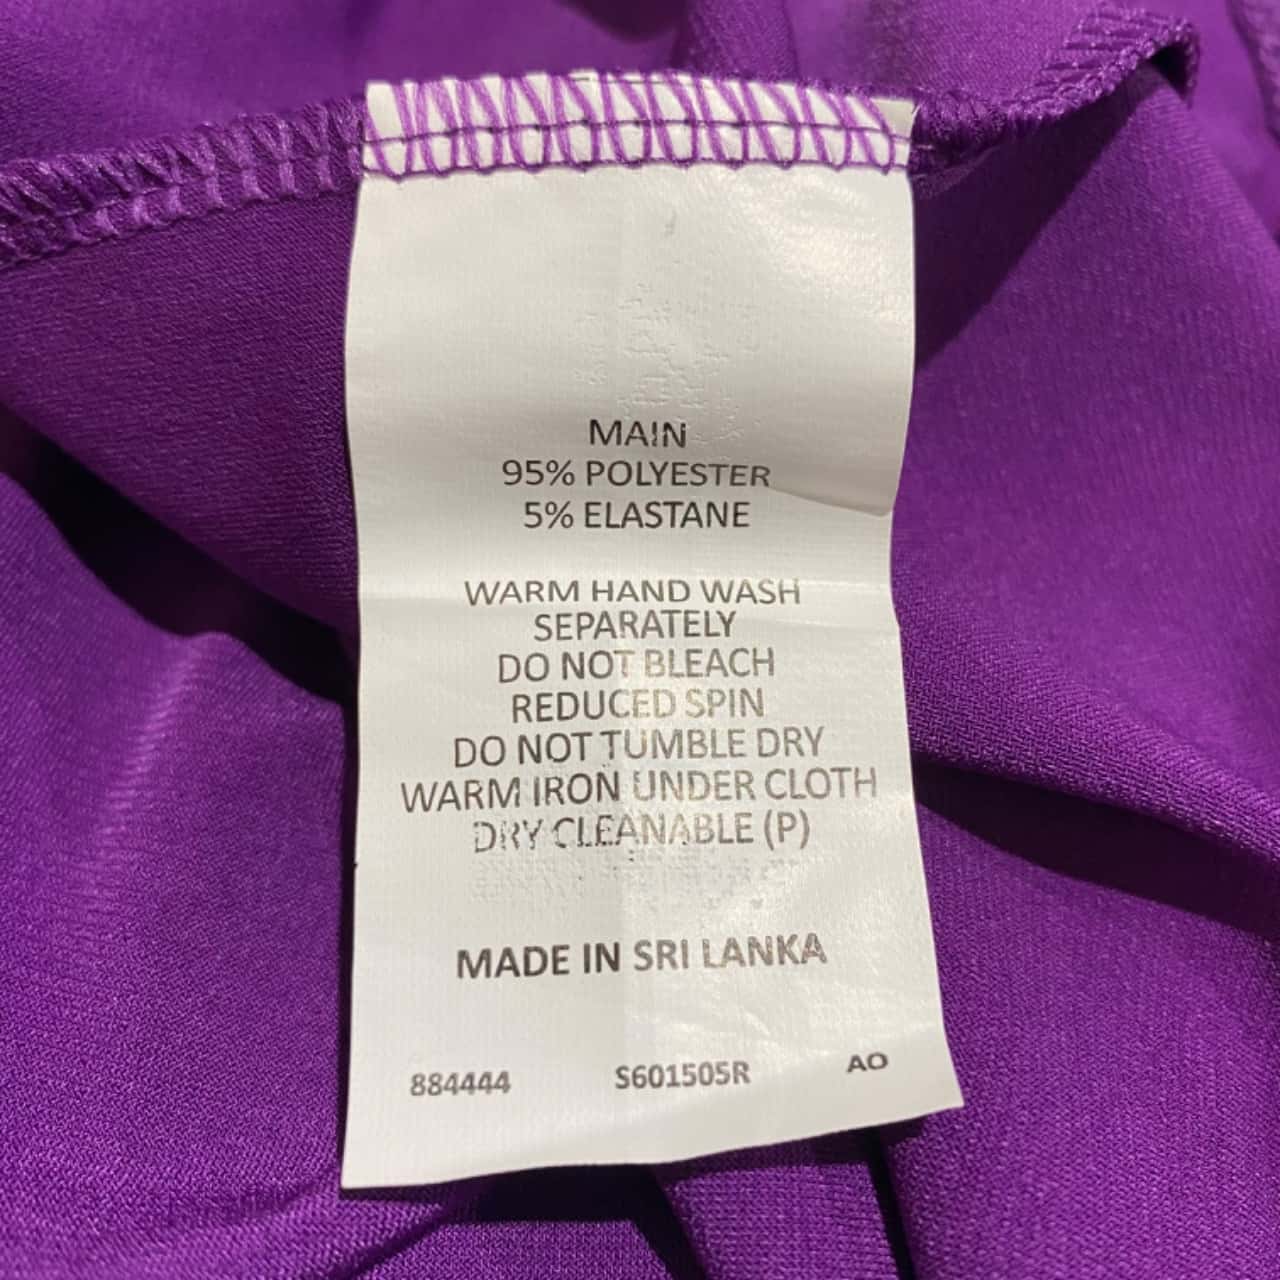 MAIN
95% POLYESTER
5% ELASTANE
WARM HAND WASH
SEPARATELY
DO NOT BLEACH
REDUCED SPIN
DO NOT TUMBLE DRY
WARM IRON UNDER CLOTH
DRY CLEANABLE (P)
MADE IN SRI LANKA
884444 S601505R AO